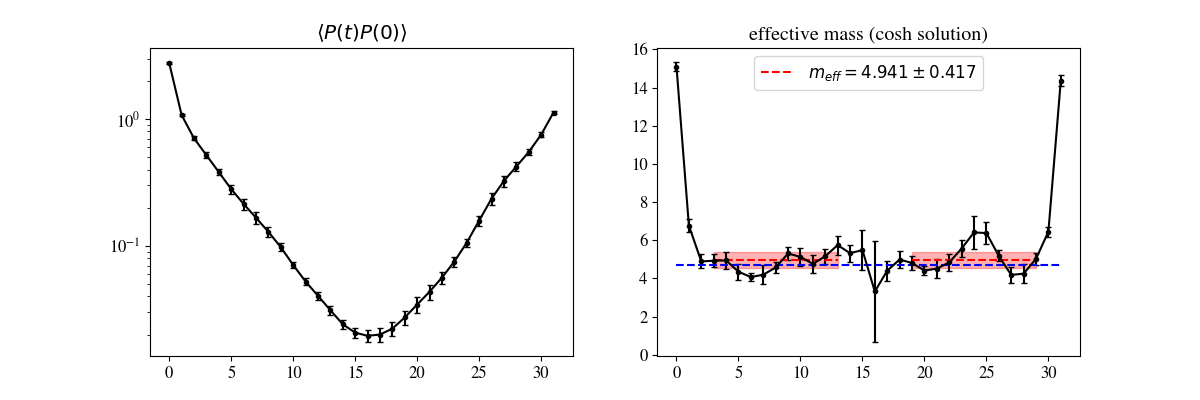 ⟨P(t)P(0)⟩
10⁰
10⁻¹
0 5 10 15 20 25 30
effective mass (cosh solution)
m_eff = 4.941 ± 0.417
16
14
12
10
8
6
4
2
0
0 5 10 15 20 25 30